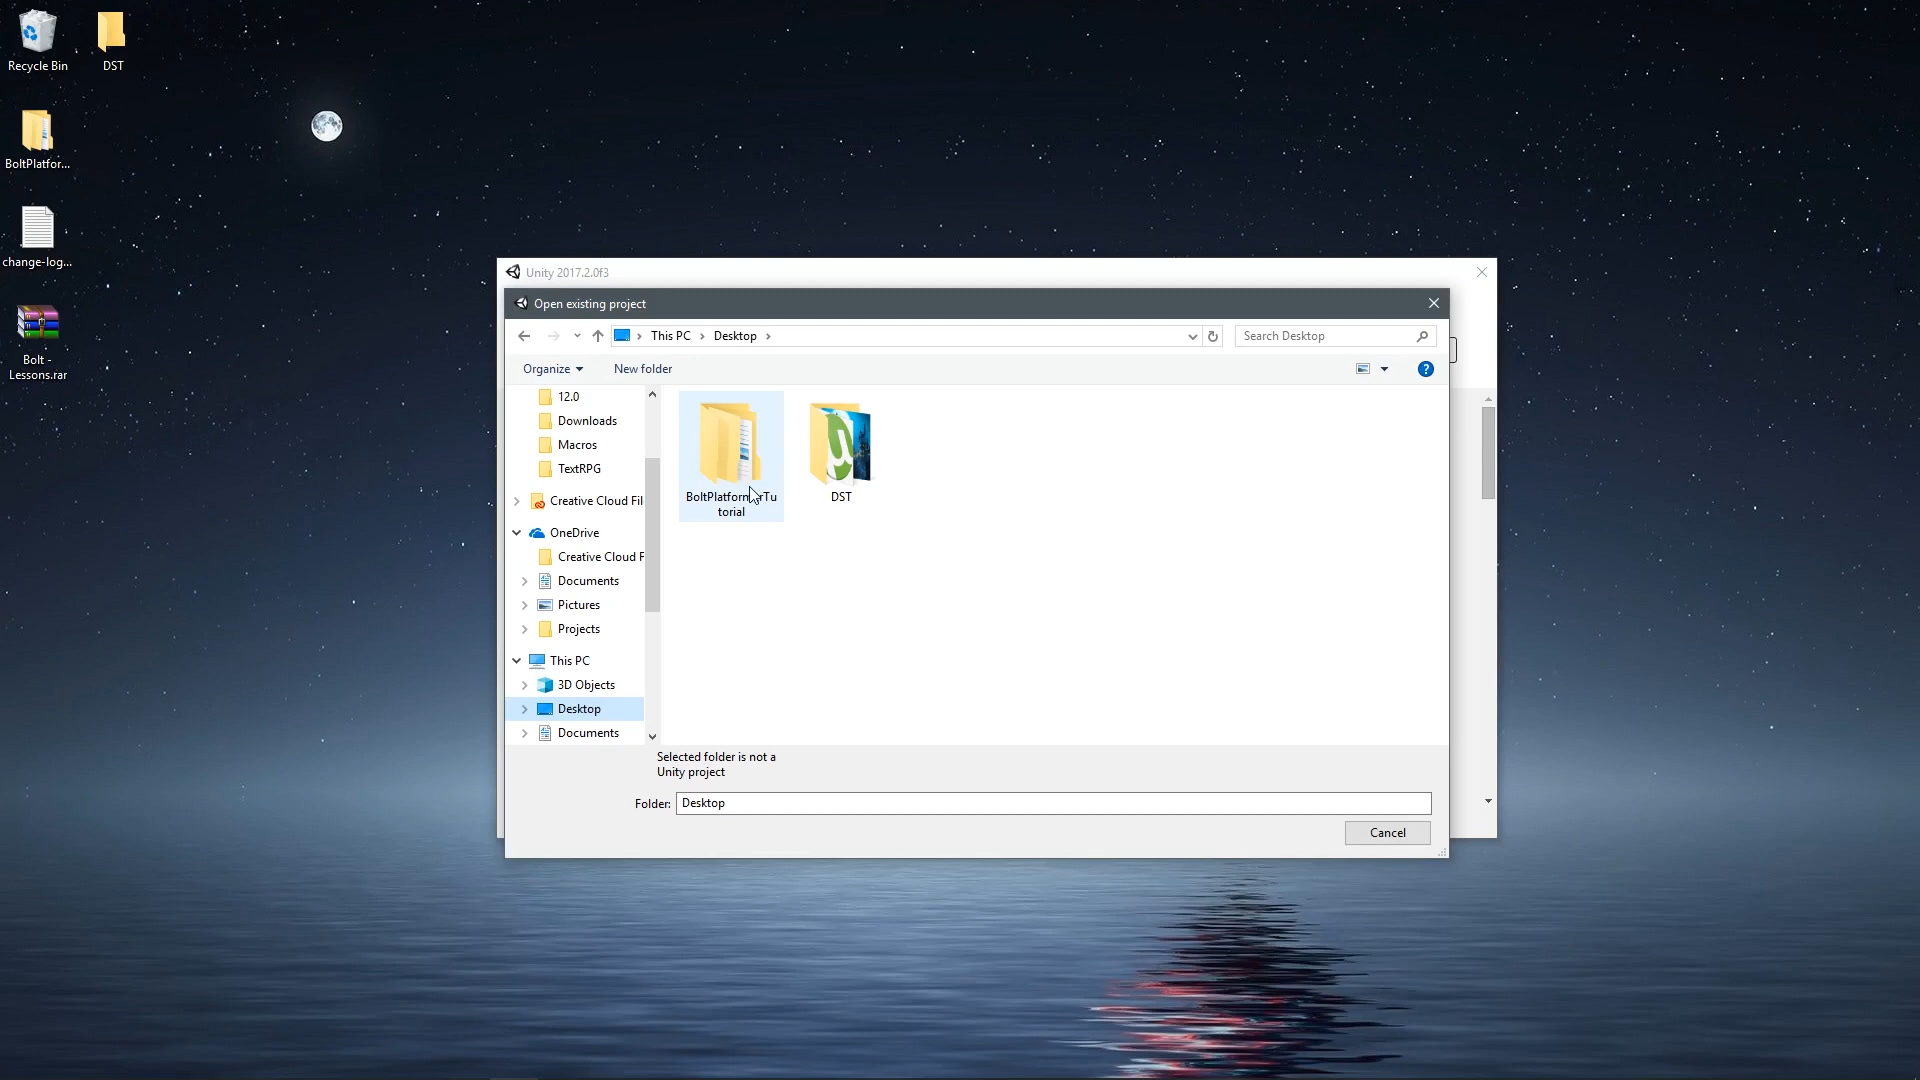 Recycle Bin
DST
BoltPlatfor...
change-log...
Bolt -
Lessons.rar
Unity 2017.2.0f3
Open existing project
This PC
Desktop
Search Desktop
Organize
New folder
12.0
Downloads
Macros
TextRPG
Creative Cloud Fil
OneDrive
Creative Cloud F
Documents
Pictures
Projects
This PC
3D Objects
Desktop
Documents
BoltPlatformerTu
torial
DST
Selected folder is not a
Unity project
Folder: Desktop
Cancel